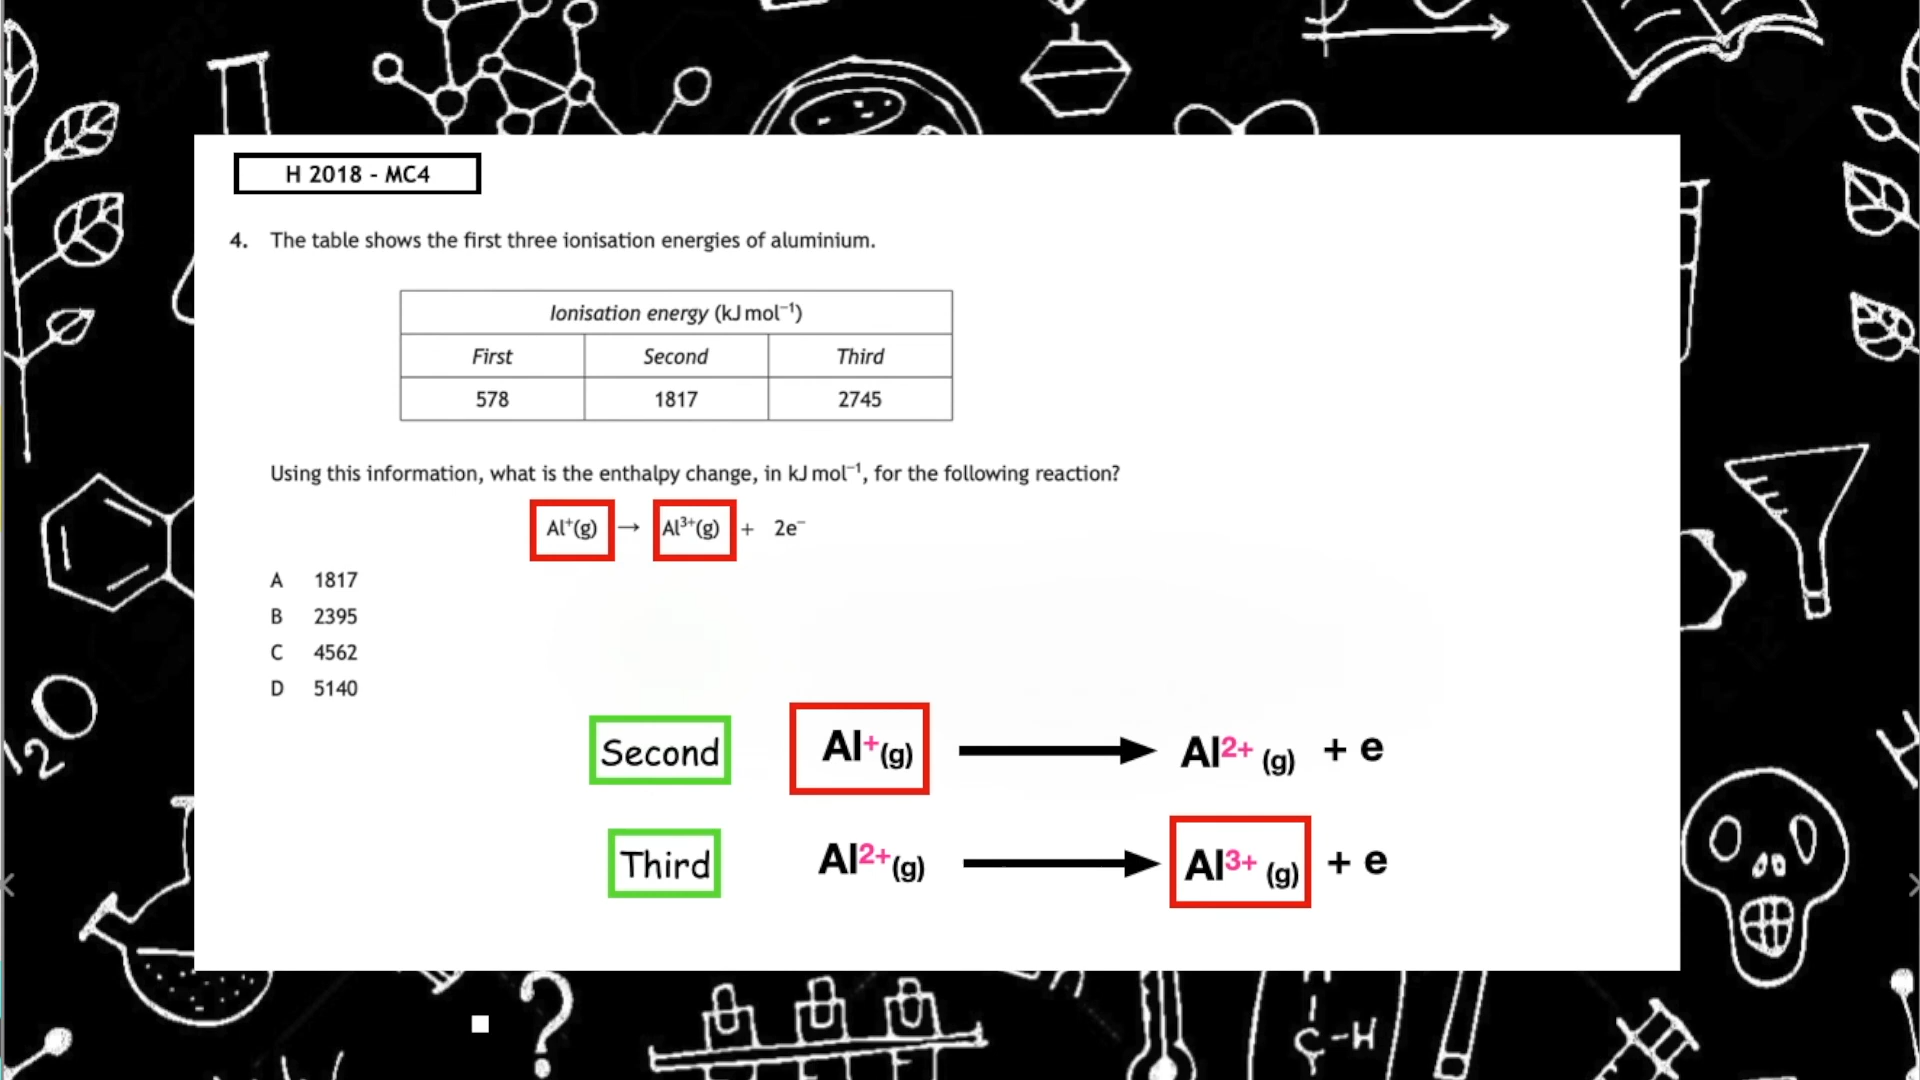 H 2018 - MC4
4. The table shows the first three ionisation energies of aluminium.
Ionisation energy (kJ mol⁻¹)
First Second Third
578 1817 2745
Using this information, what is the enthalpy change, in kJ mol⁻¹, for the following reaction?
Al⁺(g) → Al³⁺(g) + 2e⁻
A 1817
B 2395
C 4562
D 5140
Second Al⁺(g) → Al²⁺ (g) + e
Third Al²⁺(g) → Al³⁺ (g) + e
12O
H
?
C-H